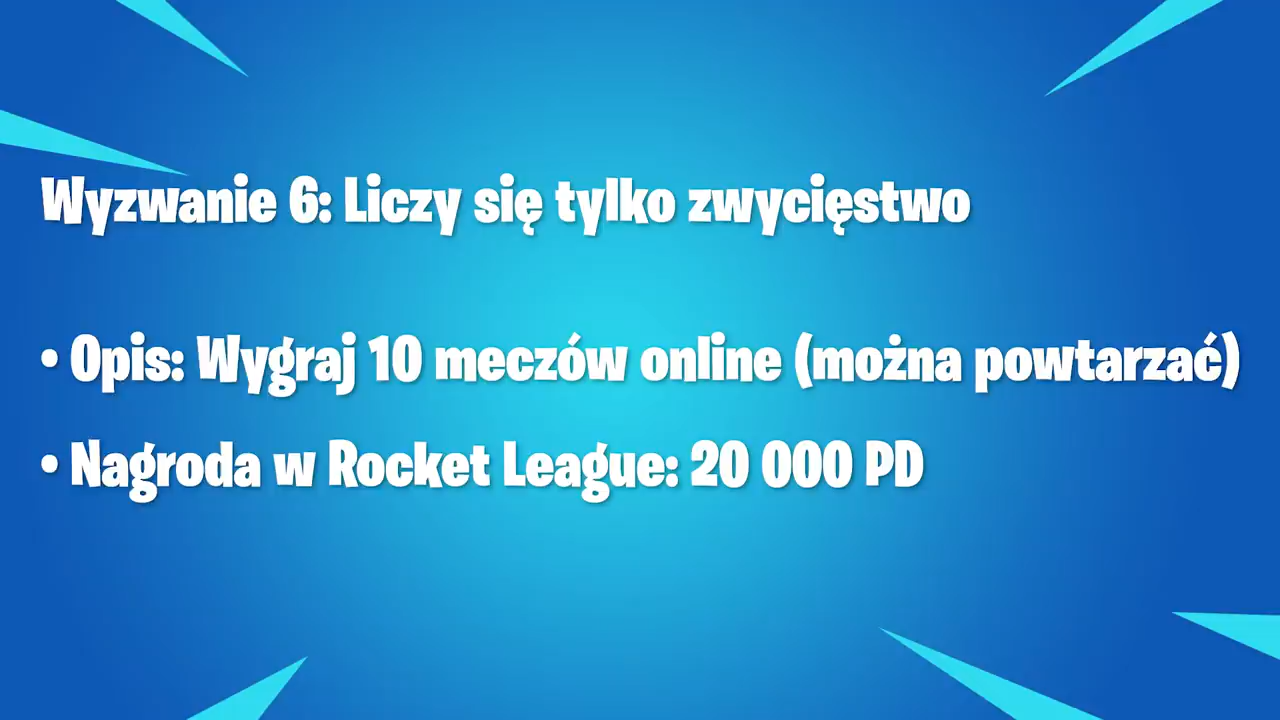 Wyzwanie 6: Liczy się tylko zwycięstwo
• Opis: Wygraj 10 meczów online (można powtarzać)
• Nagroda w Rocket League: 20 000 PD